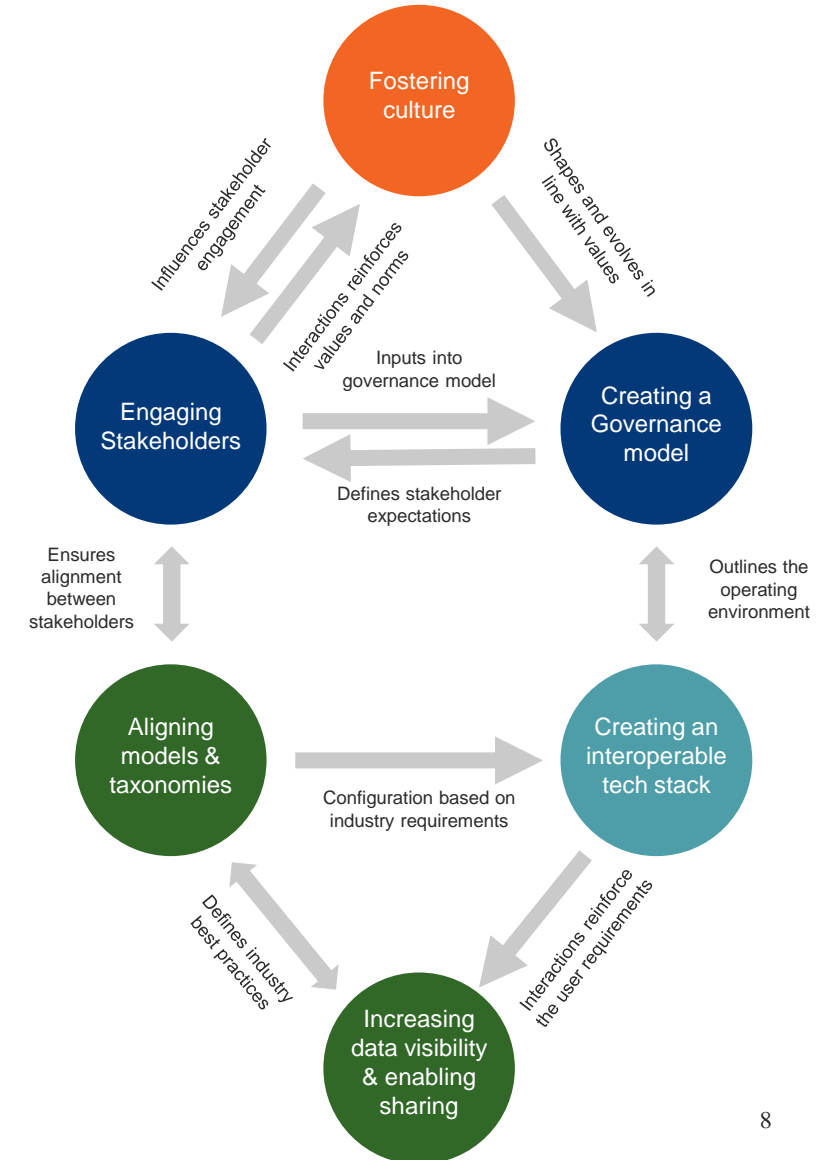 Fostering
culture
Influences stakeholder
engagement
Interactions reinforces
values and norms
Shapes and evolves in
line with values
Inputs into
governance model
Engaging
Stakeholders
Creating a
Governance
model
Defines stakeholder
expectations
Ensures
alignment
between
stakeholders
Outlines the
operating
environment
Aligning
models &
taxonomies
Creating an
interoperable
tech stack
Configuration based on
industry requirements
Defines industry
best practices
Interactions reinforce
the user requirements
Increasing
data visibility
& enabling
sharing
8